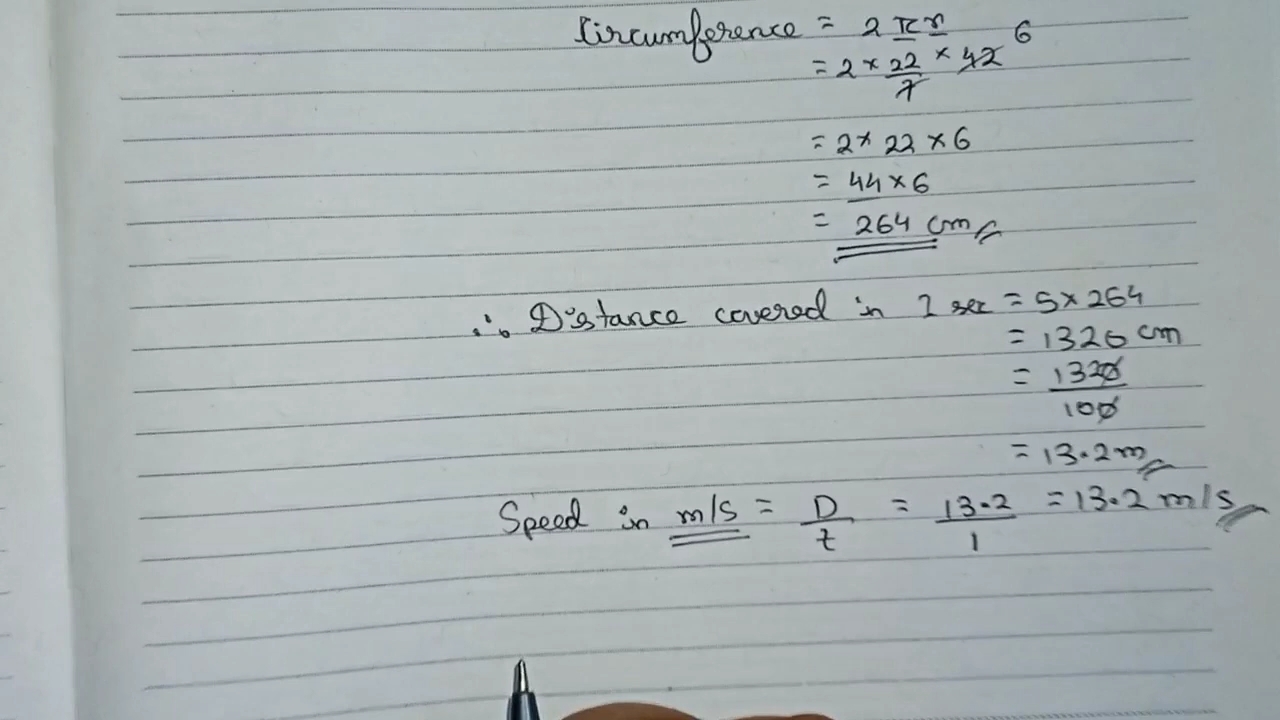 Circumference = 2πr
= 2 × 22/7 × 42 6
= 2 × 22 × 6
= 44 × 6
= 264 cm
∴ Distance covered in 1 sec = 5 × 264
= 1320 cm
= 1320/100
= 13.2 m
Speed in m/s = D/t = 13.2/1 = 13.2 m/s